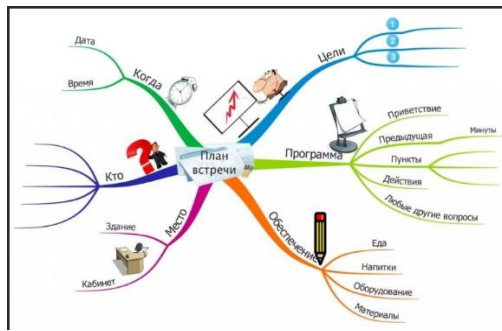 План
встречи
Когда
Дата
Время
Цели
1
2
3
Программа
Приветствие
Предыдущая
Минуты
Пункты
Действия
Любые другие вопросы
Обеспечение
Еда
Напитки
Оборудование
Материалы
Место
Здание
Кабинет
Кто
?